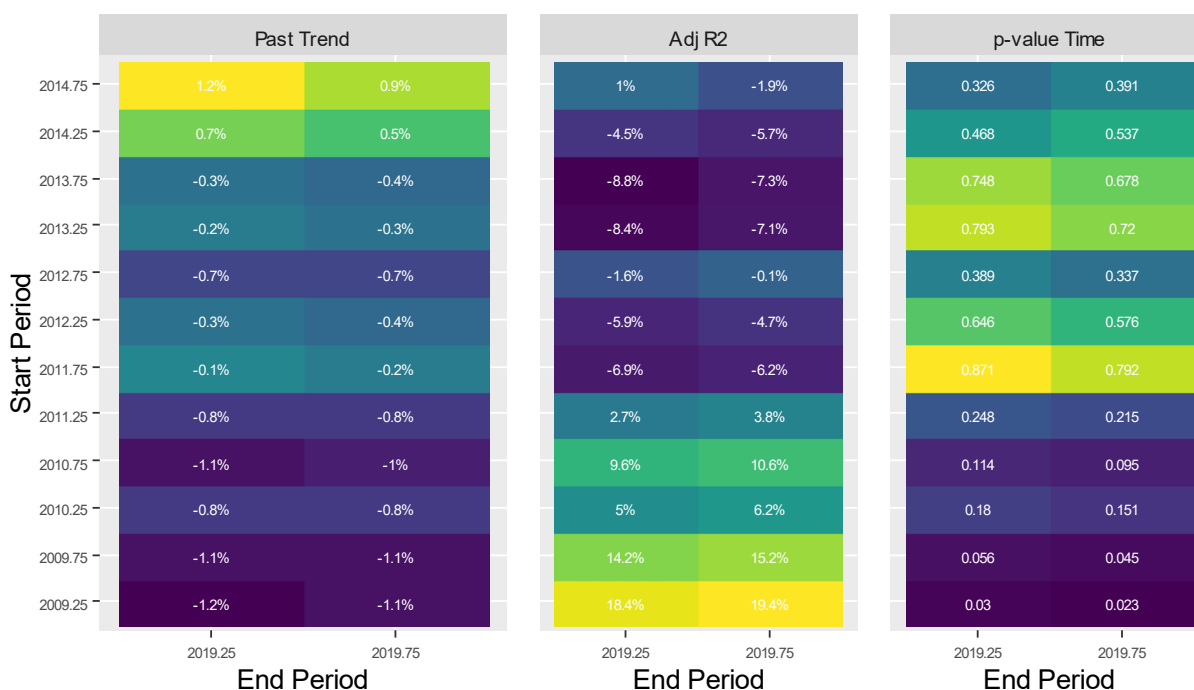 Past Trend Adj R2 p-value Time
2014.75 1.2% 0.9% 1% -1.9% 0.326 0.391
2014.25 0.7% 0.5% -4.5% -5.7% 0.468 0.537
2013.75 -0.3% -0.4% -8.8% -7.3% 0.748 0.678
2013.25 -0.2% -0.3% -8.4% -7.1% 0.793 0.72
2012.75 -0.7% -0.7% -1.6% -0.1% 0.389 0.337
2012.25 -0.3% -0.4% -5.9% -4.7% 0.646 0.576
2011.75 -0.1% -0.2% -6.9% -6.2% 0.871 0.792
2011.25 -0.8% -0.8% 2.7% 3.8% 0.248 0.215
2010.75 -1.1% -1% 9.6% 10.6% 0.114 0.095
2010.25 -0.8% -0.8% 5% 6.2% 0.18 0.151
2009.75 -1.1% -1.1% 14.2% 15.2% 0.056 0.045
2009.25 -1.2% -1.1% 18.4% 19.4% 0.03 0.023
Start Period
2019.25 2019.75 2019.25 2019.75 2019.25 2019.75
End Period End Period End Period